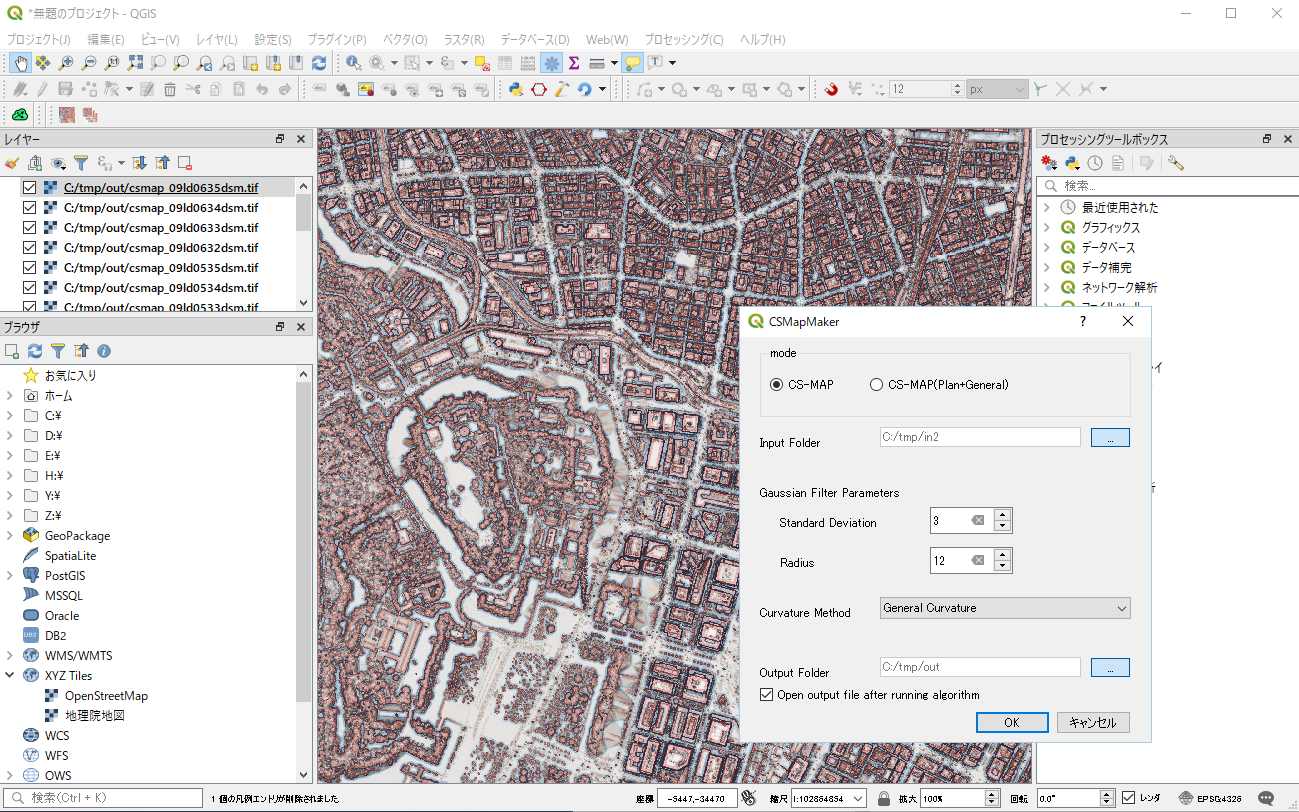 *無題のプロジェクト - QGIS
プロジェクト(J) 編集(E) ビュー(V) レイヤ(L) 設定(S) プラグイン(P) ベクタ(O) ラスタ(R) データベース(D) Web(W) プロセッシング(C) ヘルプ(H)
12 px
レイヤー
C:/tmp/out/csmap_09ld0635dsm.tif
C:/tmp/out/csmap_09ld0634dsm.tif
C:/tmp/out/csmap_09ld0633dsm.tif
C:/tmp/out/csmap_09ld0632dsm.tif
C:/tmp/out/csmap_09ld0535dsm.tif
C:/tmp/out/csmap_09ld0534dsm.tif
C:/tmp/out/csmap_09ld0533dsm.tif
ブラウザ
お気に入り
ホーム
C:¥
D:¥
E:¥
H:¥
Y:¥
Z:¥
GeoPackage
SpatiaLite
PostGIS
MSSQL
Oracle
DB2
WMS/WMTS
XYZ Tiles
OpenStreetMap
地理院地図
WCS
WFS
OWS
プロセッシングツールボックス
検索...
最近使用された
グラフィックス
データベース
データ補完
ネットワーク解析
CSMapMaker
?
mode
CS-MAP CS-MAP(Plan+General)
Input Folder C:/tmp/in2 ...
Gaussian Filter Parameters
Standard Deviation 3
Radius 12
Curvature Method General Curvature
Output Folder C:/tmp/out ...
Open output file after running algorithm
OK キャンセル
検索(Ctrl + K) 1 個の凡例エンドが削除されました 座標 -5447,-34470 縮尺 1:102864854 拡大 100% 回転 0.0° レンダ EPSG:4326